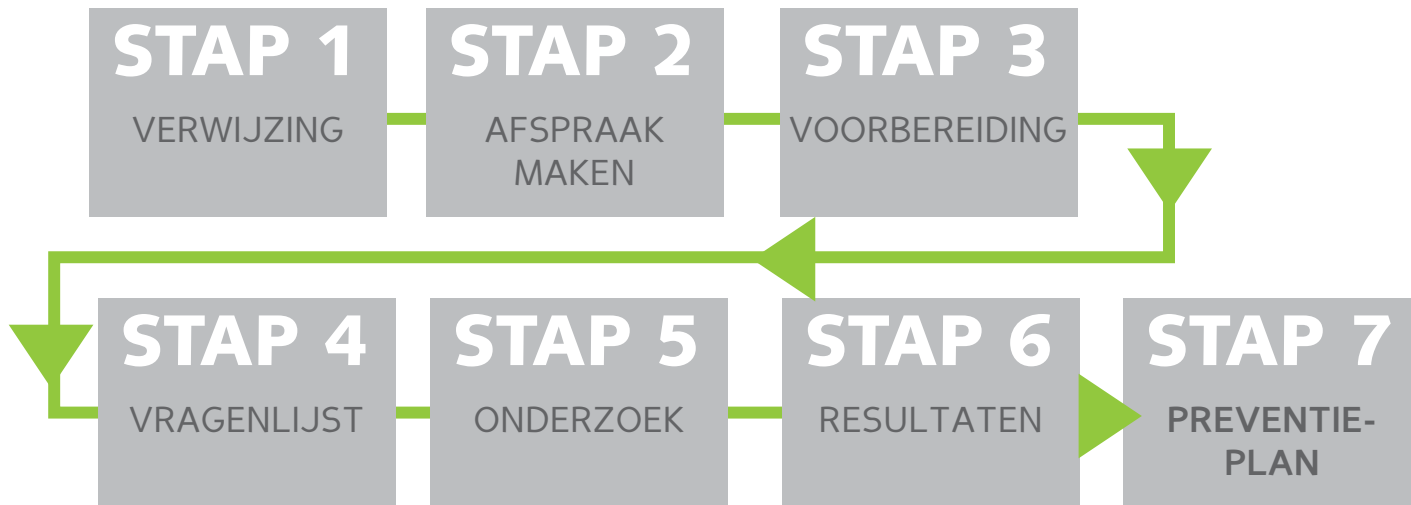 STAP 1
VERWIJZING
STAP 2
AFSPRAAK
MAKEN
STAP 3
VOORBEREIDING
STAP 4
VRAGENLIJST
STAP 5
ONDERZOEK
STAP 6
RESULTATEN
STAP 7
PREVENTIE-
PLAN